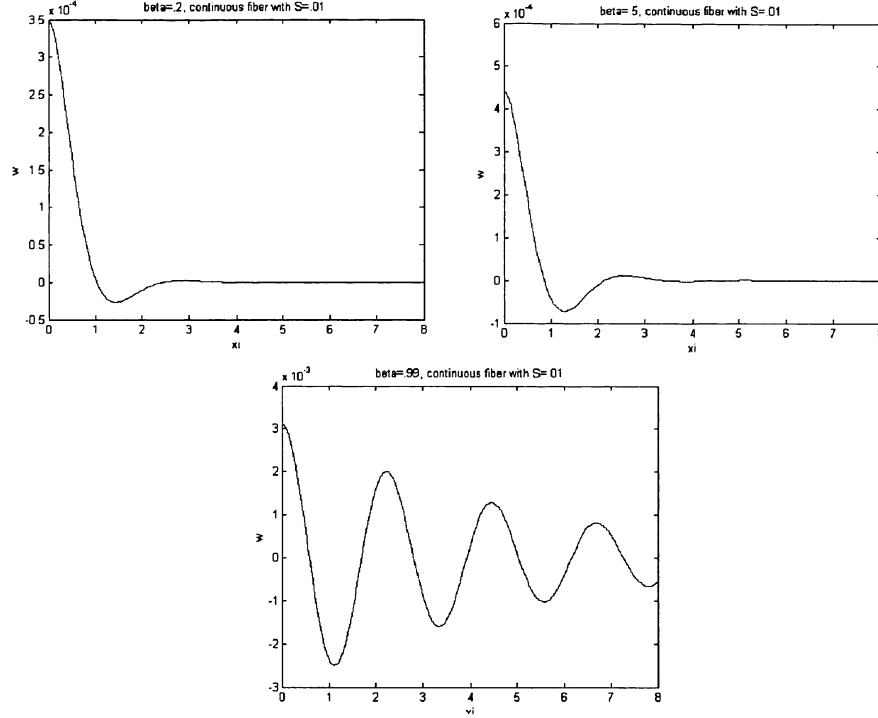 beta=.2, continuous fiber with S=.01
x 10^-4
3 5
3
2 5
2
1 5
1
0 5
0
-0 5
w
0 1 2 3 4 5 6 7 8
xi
beta= 5, continuous fiber with S=.01
x 10^-4
6
5
4
3
2
1
0
-1
w
0 1 2 3 4 5 6 7 8
xi
beta=.99, continuous fiber with S= 01
x 10^-3
4
3
2
1
0
-1
-2
-3
w
0 1 2 3 4 5 6 7 8
xi